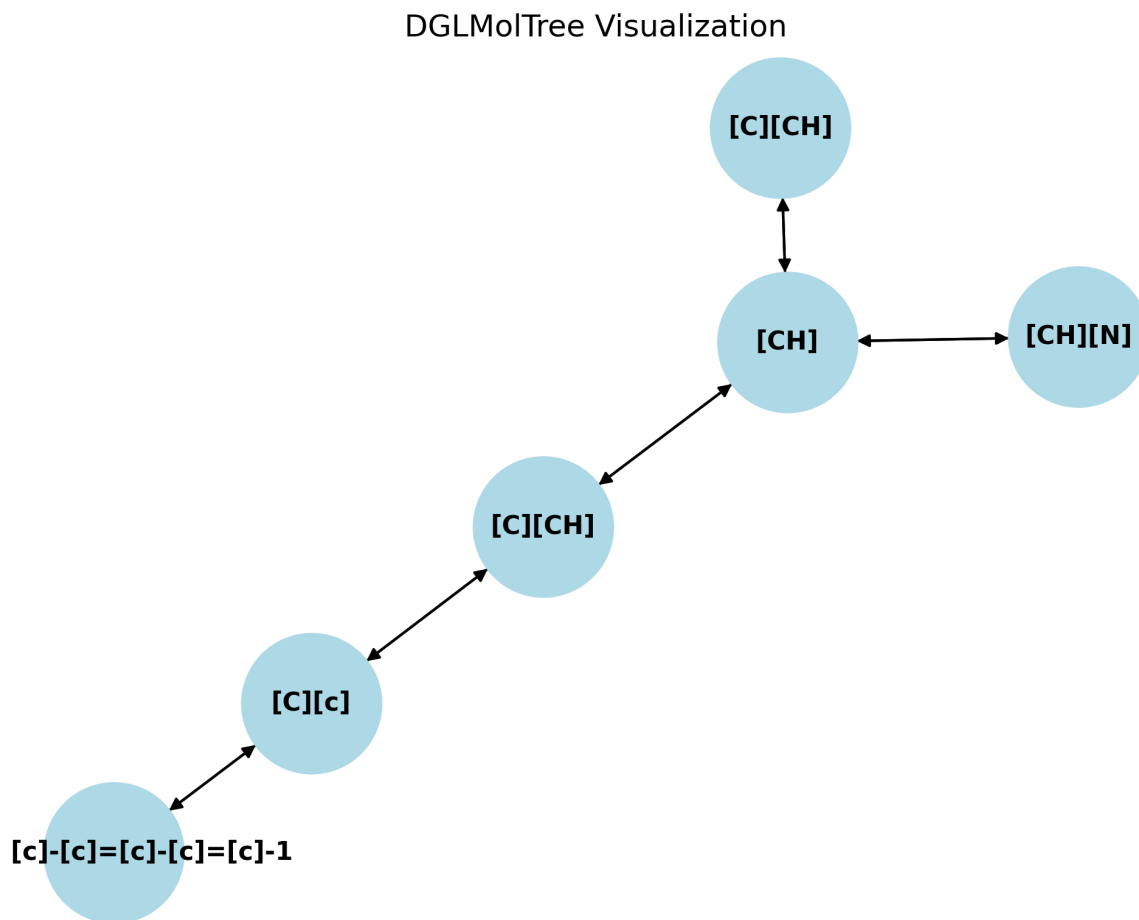 DGLMolTree Visualization
[C][CH]
[CH]
[CH][N]
[C][CH]
[C][c]
[c]-[c]=[c]-[c]=[c]-1